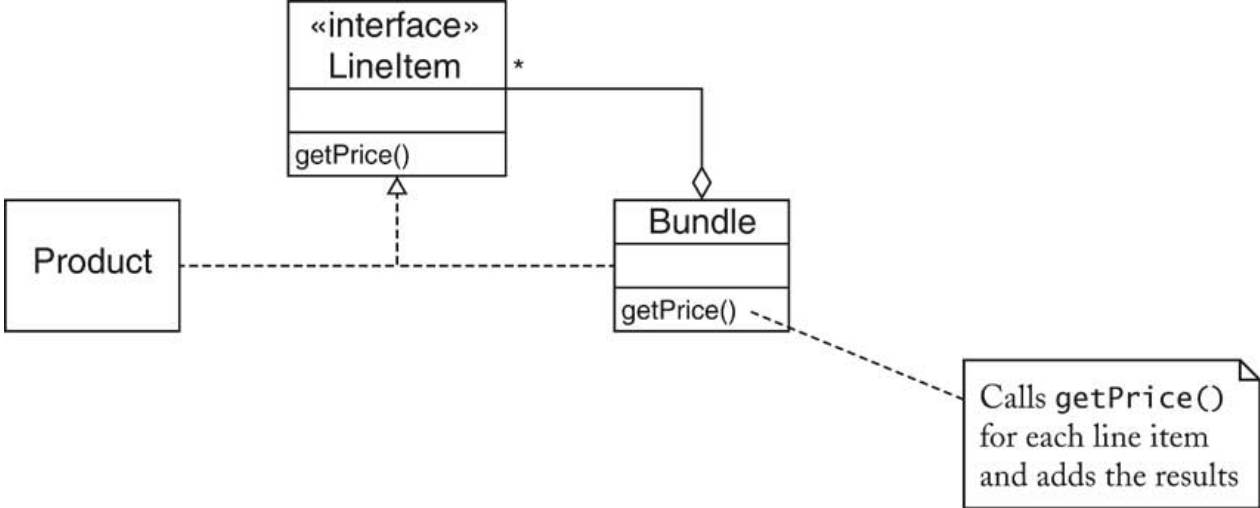 «interface»
LineItem
*
getPrice()
Product
Bundle
getPrice()
Calls getPrice()
for each line item
and adds the results